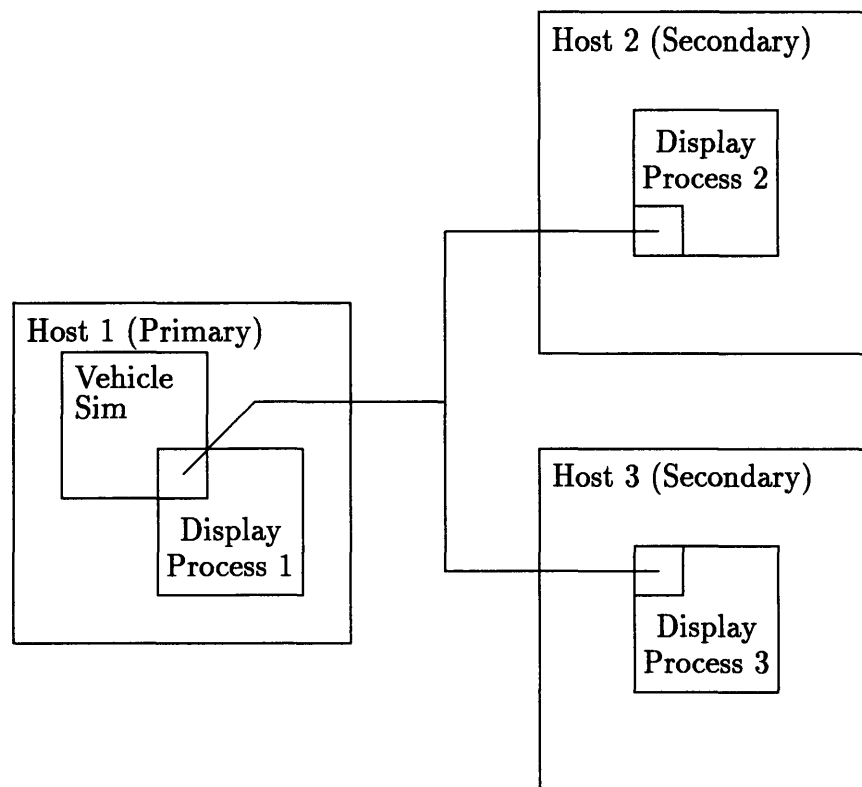 Host 2 (Secondary)
Display
Process 2
Host 1 (Primary)
Vehicle
Sim
Display
Process 1
Host 3 (Secondary)
Display
Process 3